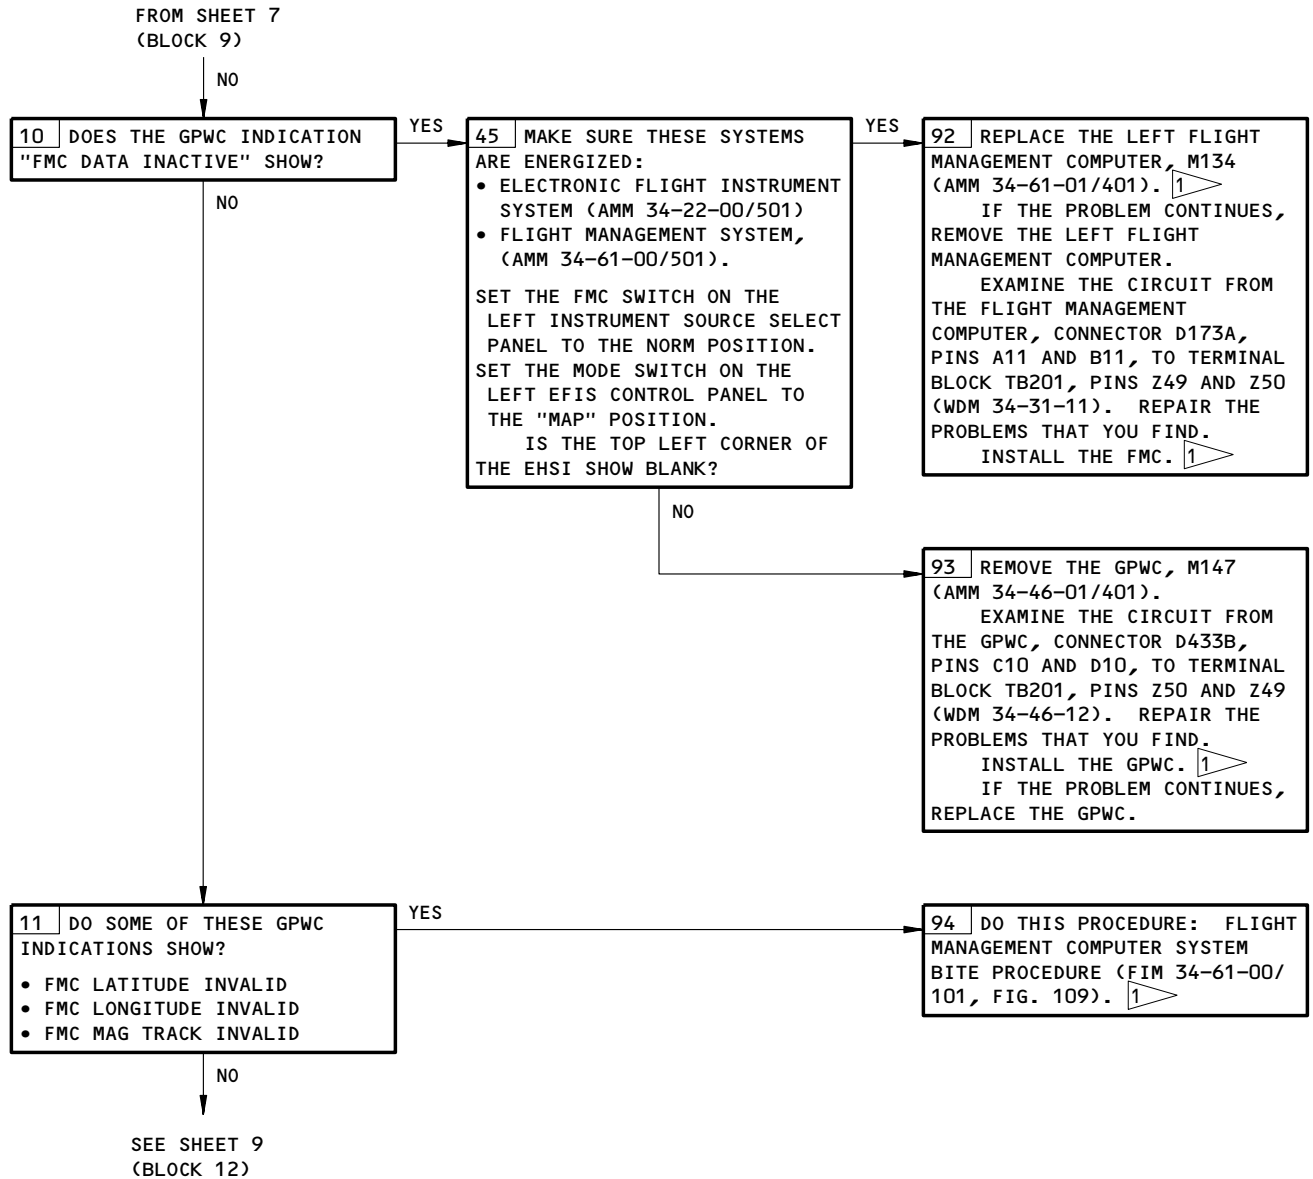 FROM SHEET 7
(BLOCK 9)
NO
10 DOES THE GPWC INDICATION
"FMC DATA INACTIVE" SHOW?
YES
NO
45 MAKE SURE THESE SYSTEMS
ARE ENERGIZED:
• ELECTRONIC FLIGHT INSTRUMENT
SYSTEM (AMM 34-22-00/501)
• FLIGHT MANAGEMENT SYSTEM,
(AMM 34-61-00/501).
SET THE FMC SWITCH ON THE
LEFT INSTRUMENT SOURCE SELECT
PANEL TO THE NORM POSITION.
SET THE MODE SWITCH ON THE
LEFT EFIS CONTROL PANEL TO
THE "MAP" POSITION.
IS THE TOP LEFT CORNER OF
THE EHSI SHOW BLANK?
YES
NO
92 REPLACE THE LEFT FLIGHT
MANAGEMENT COMPUTER, M134
(AMM 34-61-01/401). 1
IF THE PROBLEM CONTINUES,
REMOVE THE LEFT FLIGHT
MANAGEMENT COMPUTER.
EXAMINE THE CIRCUIT FROM
THE FLIGHT MANAGEMENT
COMPUTER, CONNECTOR D173A,
PINS A11 AND B11, TO TERMINAL
BLOCK TB201, PINS Z49 AND Z50
(WDM 34-31-11). REPAIR THE
PROBLEMS THAT YOU FIND.
INSTALL THE FMC. 1
93 REMOVE THE GPWC, M147
(AMM 34-46-01/401).
EXAMINE THE CIRCUIT FROM
THE GPWC, CONNECTOR D433B,
PINS C10 AND D10, TO TERMINAL
BLOCK TB201, PINS Z50 AND Z49
(WDM 34-46-12). REPAIR THE
PROBLEMS THAT YOU FIND.
INSTALL THE GPWC. 1
IF THE PROBLEM CONTINUES,
REPLACE THE GPWC.
11 DO SOME OF THESE GPWC
INDICATIONS SHOW?
• FMC LATITUDE INVALID
• FMC LONGITUDE INVALID
• FMC MAG TRACK INVALID
YES
NO
94 DO THIS PROCEDURE: FLIGHT
MANAGEMENT COMPUTER SYSTEM
BITE PROCEDURE (FIM 34-61-00/
101, FIG. 109). 1
SEE SHEET 9
(BLOCK 12)